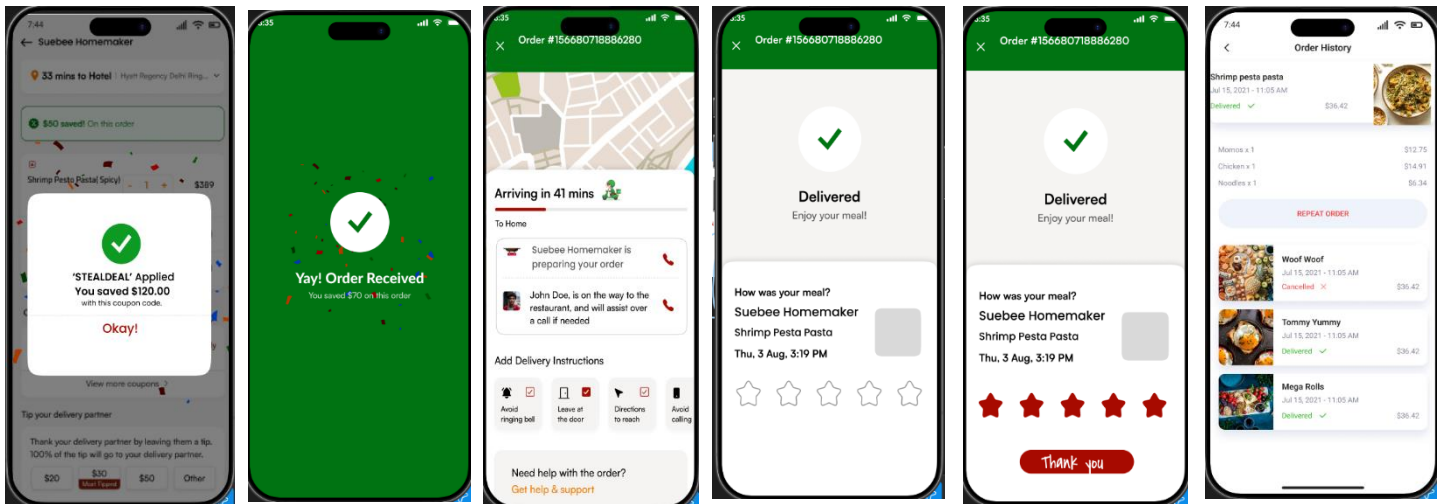 7:44
← Suebee Homemaker
33 mins to Hotel | Hyatt Regency Delhi Ring...
$50 saved! On this order
Shrimp Pesto Pasta( Spicy)
- 1 +
$389
'STEALDEAL' Applied
You saved $120.00
with this coupon code.
Okay!
View more coupons >
Tip your delivery partner
Thank your delivery partner by leaving them a tip.
100% of the tip will go to your delivery partner.
$20
$30
Most Tipped
$50
Other
:35
Yay! Order Received
You saved $70 on this order
:35
Order #156680718886280
Arriving in 41 mins
To Home
Suebee Homemaker is
preparing your order
John Doe, is on the way to the
restaurant, and will assist over
a call if needed
Add Delivery Instructions
Avoid
ringing bell
Leave at
the door
Directions
to reach
Avoid
calling
Need help with the order?
Get help & support
:35
Order #156680718886280
Delivered
Enjoy your meal!
How was your meal?
Suebee Homemaker
Shrimp Pesta Pasta
Thu, 3 Aug, 3:19 PM
:35
Order #156680718886280
Delivered
Enjoy your meal!
How was your meal?
Suebee Homemaker
Shrimp Pesta Pasta
Thu, 3 Aug, 3:19 PM
Thank you
7:44
Order History
Shrimp pesta pasta
Jul 15, 2021 - 11:05 AM
Delivered
$36.42
Momos x 1
$12.75
Chicken x 1
$14.91
Noodles x 1
$6.34
REPEAT ORDER
Woof Woof
Jul 15, 2021 - 11:05 AM
Cancelled
$36.42
Tommy Yummy
Jul 15, 2021 - 11:05 AM
Delivered
$36.42
Mega Rolls
Jul 15, 2021 - 11:05 AM
Delivered
$36.42